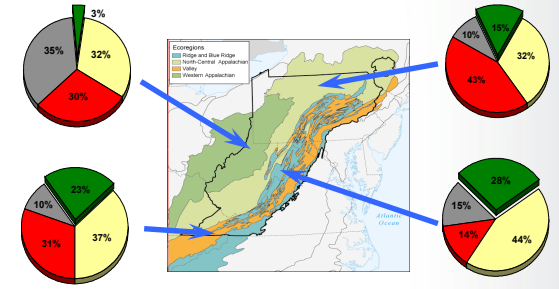 3%
35%
32%
30%
15%
10%
32%
43%
Ecoregions
Ridge and Blue Ridge
North-Central Appalachian
Valley
Western Appalachian
23%
10%
37%
31%
28%
15%
14%
44%
Atlantic
Ocean